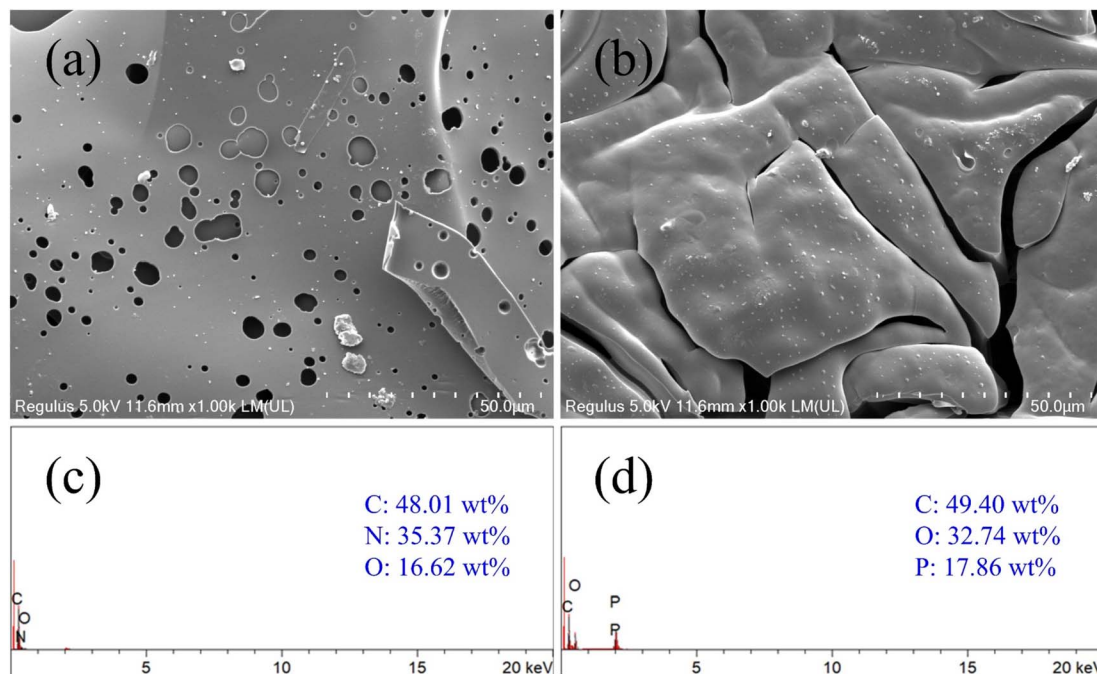 (a)
(b)
Regulus 5.0kV 11.6mm x1.00k LM(UL)
50.0μm
Regulus 5.0kV 11.6mm x1.00k LM(UL)
50.0μm
(c)
C: 48.01 wt%
N: 35.37 wt%
O: 16.62 wt%
C
O
N
5
10
15
20 keV
(d)
C: 49.40 wt%
O: 32.74 wt%
P: 17.86 wt%
O
C
P
P
5
10
15
20 keV